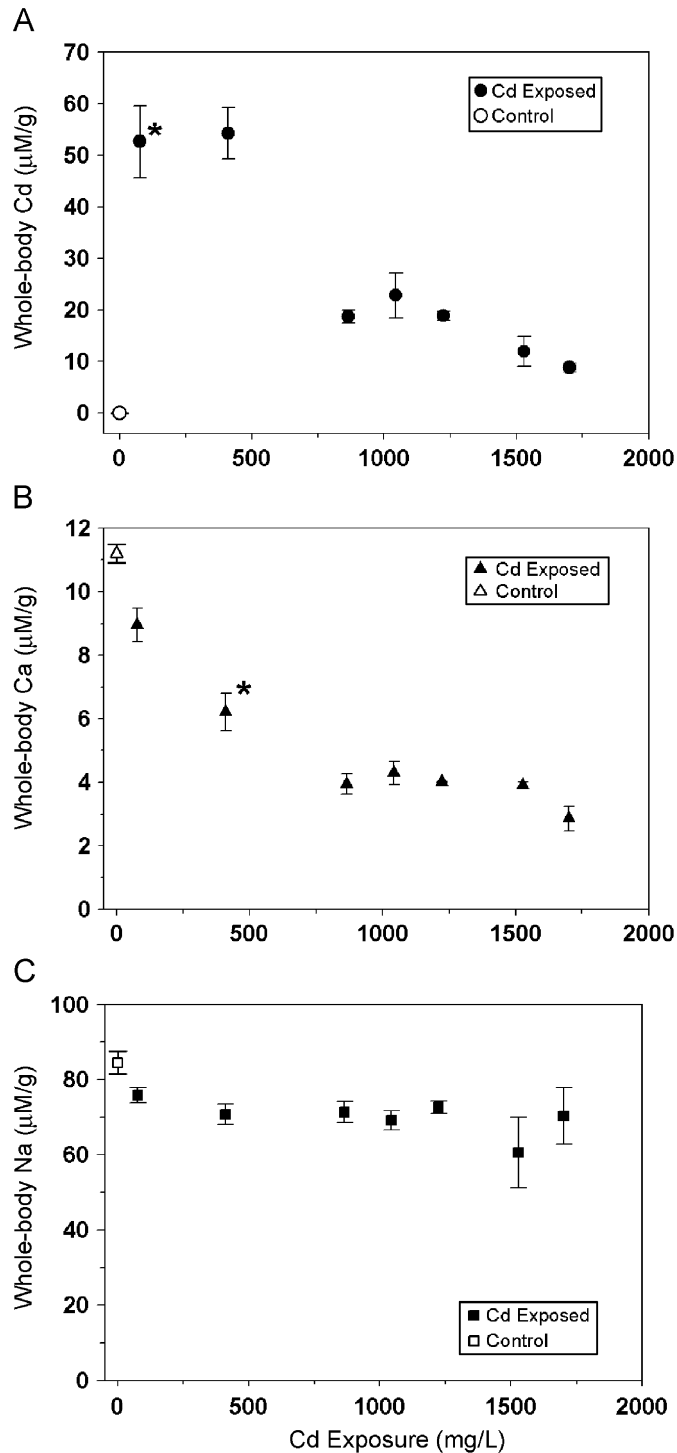 A
Whole-body Cd (μM/g)
70
60
50
40
30
20
10
0
*
Cd Exposed
Control
0 500 1000 1500 2000
B
Whole-body Ca (μM/g)
12
10
8
6
4
2
0
*
Cd Exposed
Control
0 500 1000 1500 2000
C
Whole-body Na (μM/g)
100
80
60
40
20
0
Cd Exposed
Control
0 500 1000 1500 2000
Cd Exposure (mg/L)